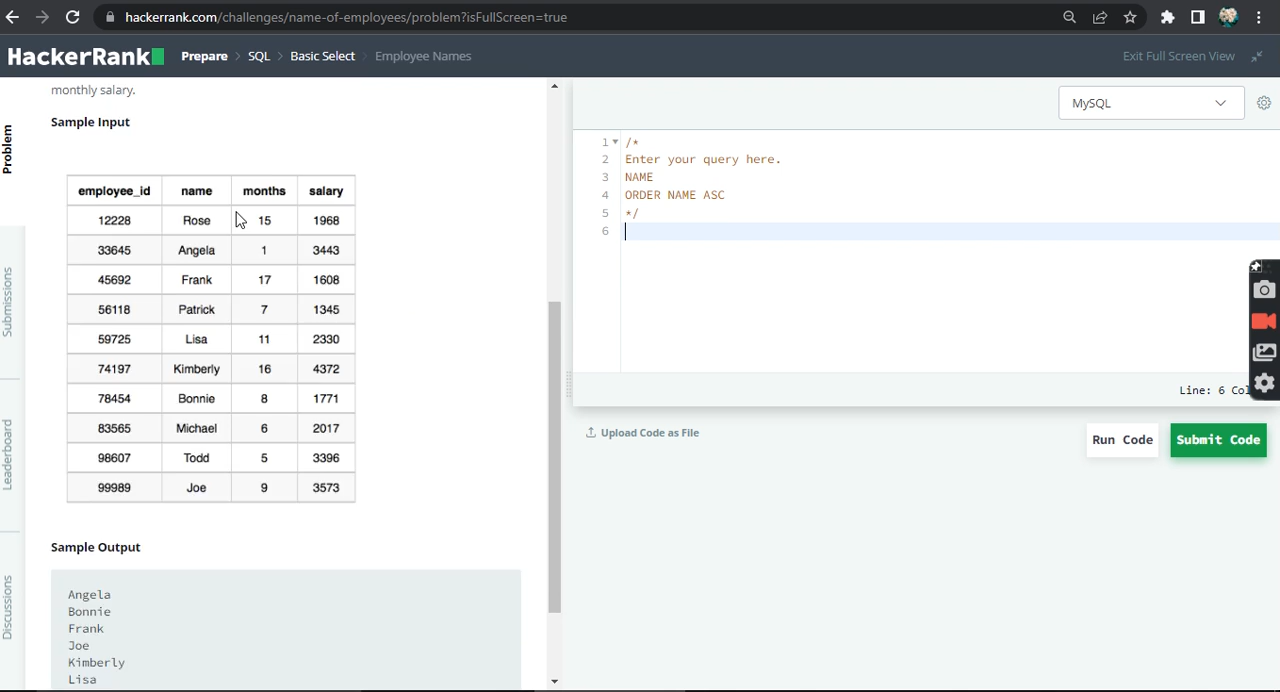 hackerrank.com/challenges/name-of-employees/problem?isFullScreen=true
HackerRank
Prepare > SQL > Basic Select > Employee Names
Exit Full Screen View
Problem
Submissions
Leaderboard
Discussions
monthly salary.
Sample Input
employee_id name months salary
12228 Rose 15 1968
33645 Angela 1 3443
45692 Frank 17 1608
56118 Patrick 7 1345
59725 Lisa 11 2330
74197 Kimberly 16 4372
78454 Bonnie 8 1771
83565 Michael 6 2017
98607 Todd 5 3396
99989 Joe 9 3573
Sample Output
Angela
Bonnie
Frank
Joe
Kimberly
Lisa
MySQL
1 /*
2 Enter your query here.
3 NAME
4 ORDER NAME ASC
5 */
6
Line: 6 Col
Upload Code as File
Run Code
Submit Code